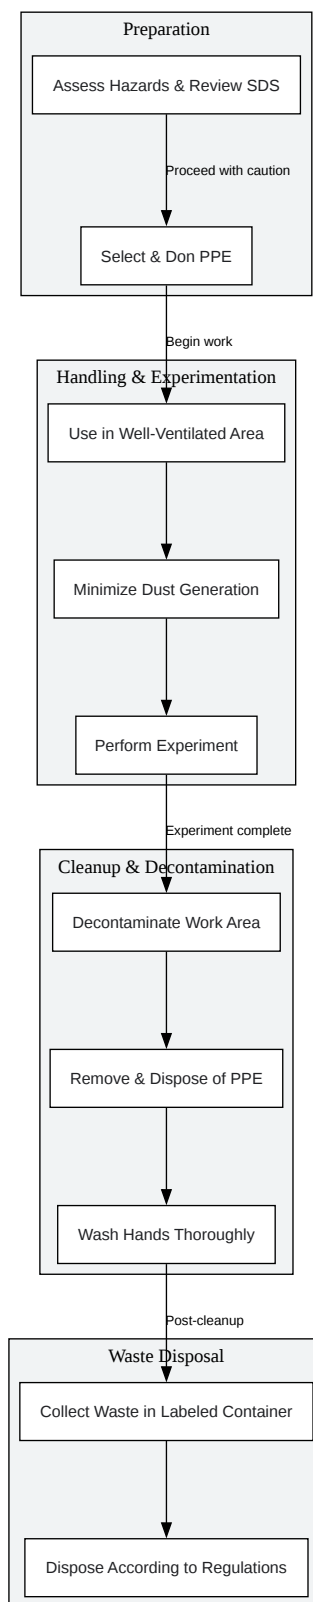 Preparation
Assess Hazards & Review SDS
Proceed with caution
Select & Don PPE
Begin work
Handling & Experimentation
Use in Well-Ventilated Area
Minimize Dust Generation
Perform Experiment
Experiment complete
Cleanup & Decontamination
Decontaminate Work Area
Remove & Dispose of PPE
Wash Hands Thoroughly
Post-cleanup
Waste Disposal
Collect Waste in Labeled Container
Dispose According to Regulations